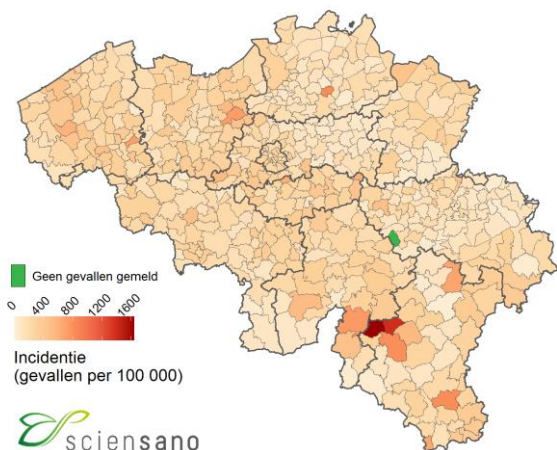 Geen gevallen gemeld
0 400 800 1200 1600
Incidentie
(gevallen per 100 000)
sciensano